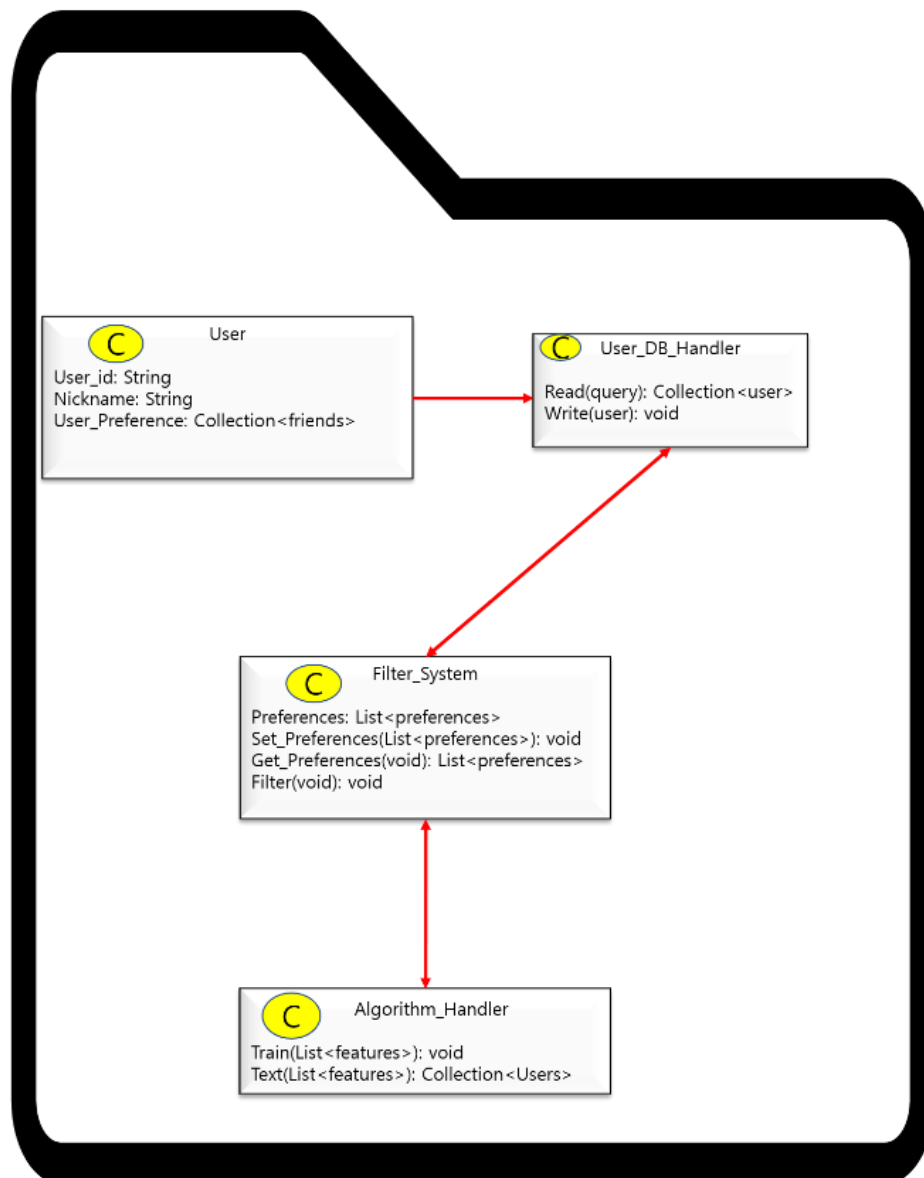 C
User
User_id: String
Nickname: String
User_Preference: Collection<friends>
C
User_DB_Handler
Read(query): Collection<user>
Write(user): void
C
Filter_System
Preferences: List<preferences>
Set_Preferences(List<preferences>): void
Get_Preferences(void): List<preferences>
Filter(void): void
C
Algorithm_Handler
Train(List<features>): void
Text(List<features>): Collection<Users>